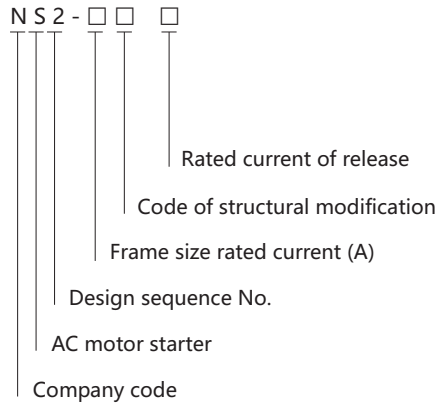 N S 2 - □ □ □
Rated current of release
Code of structural modification
Frame size rated current (A)
Design sequence No.
AC motor starter
Company code